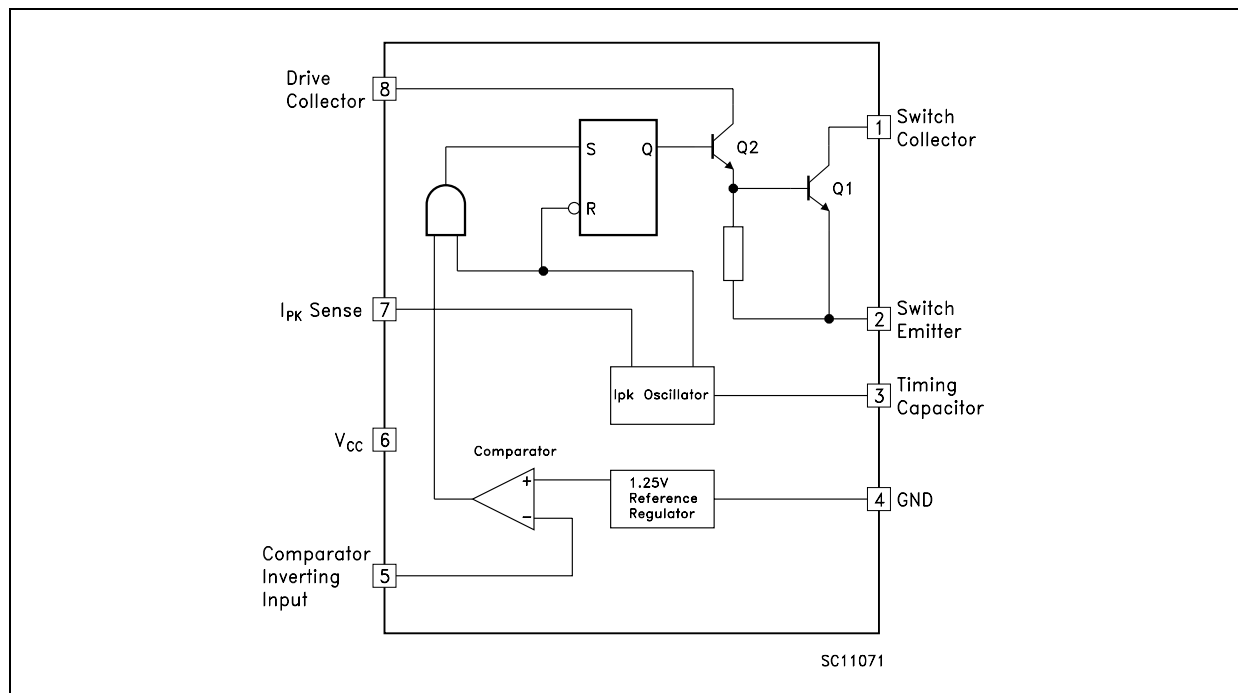 Drive
Collector
8
S
Q
R
Q2
Q1
1
Switch
Collector
I_PK Sense
7
2
Switch
Emitter
Ipk Oscillator
3
Timing
Capacitor
V_CC
6
Comparator
+
−
1.25V
Reference
Regulator
4
GND
Comparator
Inverting
Input
5
SC11071